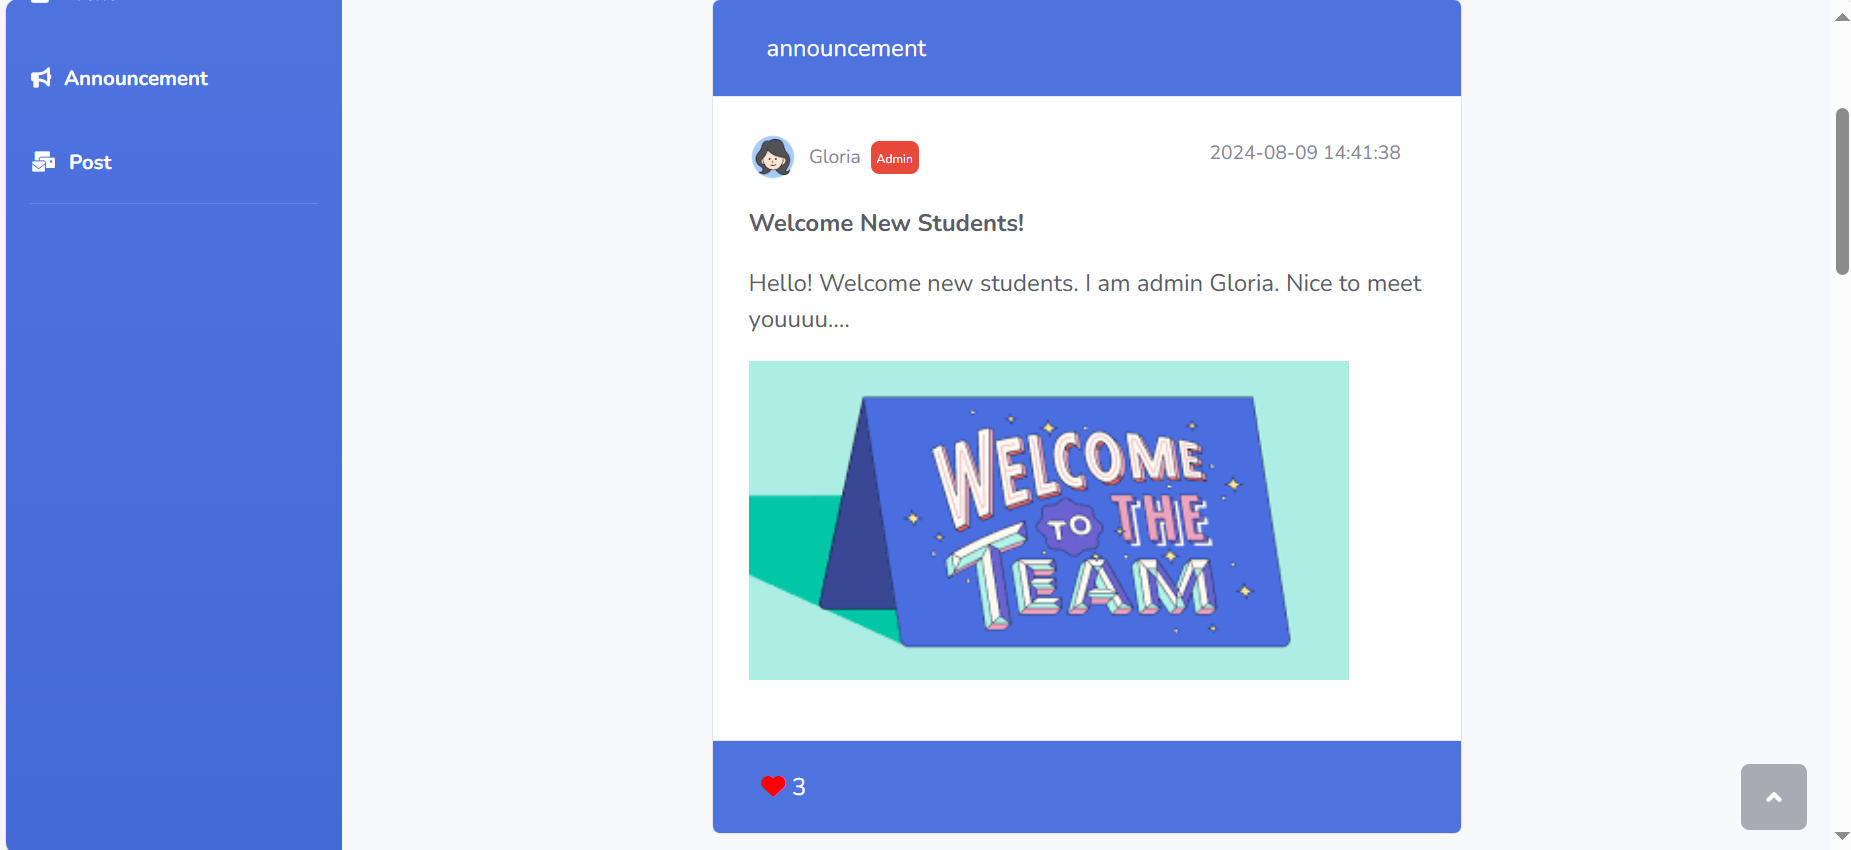 Announcement
Post
announcement
Gloria Admin 2024-08-09 14:41:38
Welcome New Students!
Hello! Welcome new students. I am admin Gloria. Nice to meet
youuuu....
WELCOME
TO THE
TEAM
3